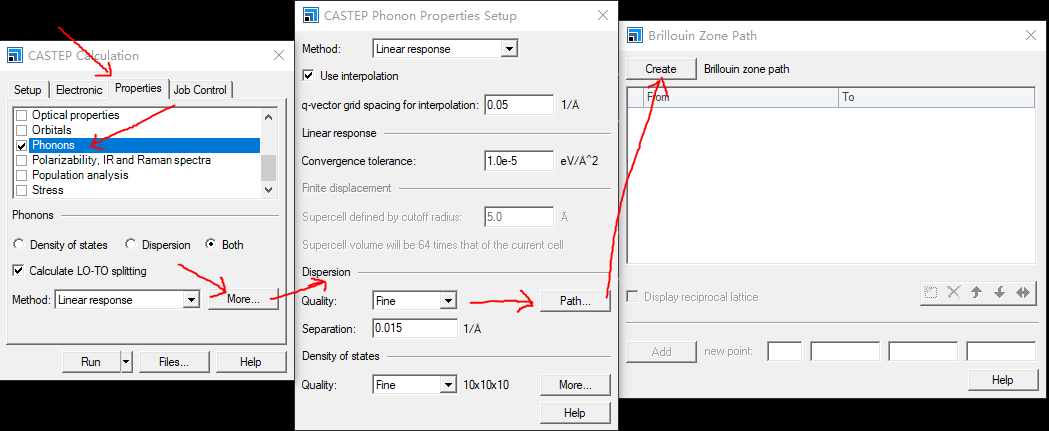 CASTEP Calculation
Setup Electronic Properties Job Control
Optical properties
Orbitals
Phonons
Polarizability, IR and Raman spectra
Population analysis
Stress
Phonons
Density of states Dispersion Both
Calculate LO-TO splitting
Method: Linear response More...
Run Files... Help
CASTEP Phonon Properties Setup
Method: Linear response
Use interpolation
q-vector grid spacing for interpolation: 0.05 1/Å
Linear response
Convergence tolerance: 1.0e-5 eV/Å^2
Finite displacement
Supercell defined by cutoff radius: 5.0 Å
Supercell volume will be 64 times that of the current cell
Dispersion
Quality: Fine Path...
Separation: 0.015 1/Å
Density of states
Quality: Fine 10x10x10 More...
Help
Brillouin Zone Path
Create Brillouin zone path
From To
Display reciprocal lattice
Add new point:
Help